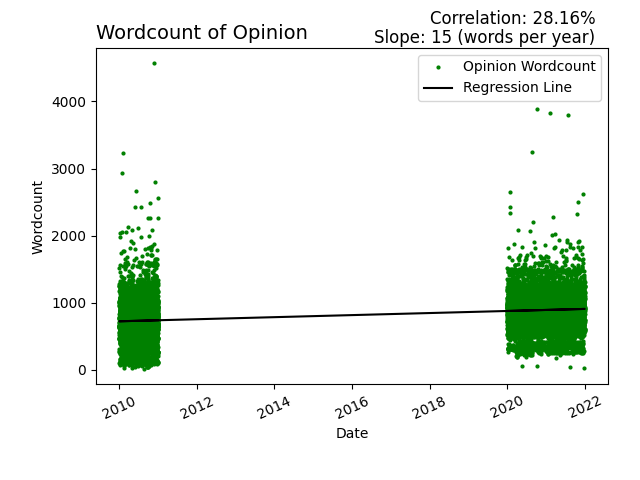 Correlation: 28.16%
Wordcount of Opinion
Slope: 15 (words per year)
Opinion Wordcount
Regression Line
4000
3000
2000
1000
0
Wordcount
2010
2012
2014
2016
2018
2020
2022
Date